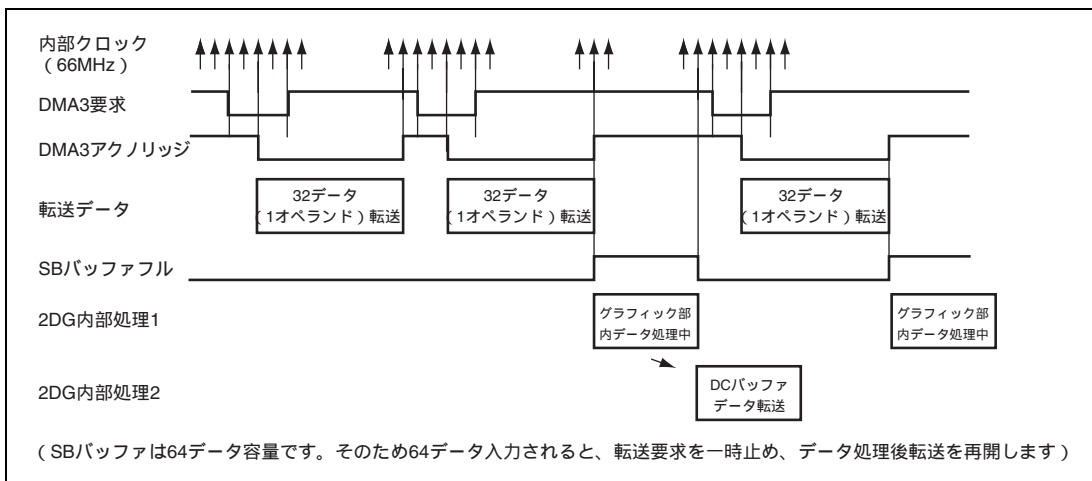 内部クロック
（66MHz）
DMA3要求
DMA3アクノリッジ
転送データ
32データ
（1オペランド）転送
32データ
（1オペランド）転送
32データ
（1オペランド）転送
SBバッファフル
2DG内部処理1
グラフィック部
内データ処理中
グラフィック部
内データ処理中
2DG内部処理2
DCバッファ
データ転送
（SBバッファは64データ容量です。そのため64データ入力されると、転送要求を一時止め、データ処理後転送を再開します）